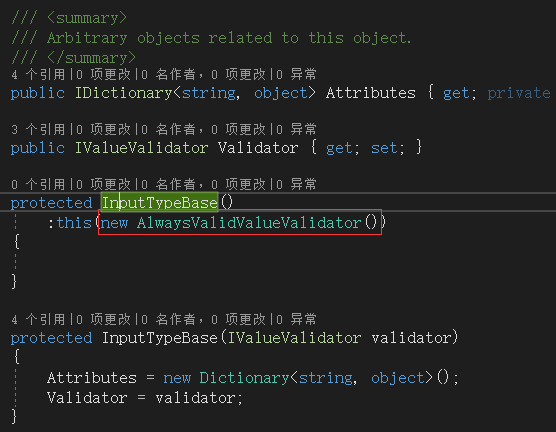 /// <summary>
/// Arbitrary objects related to this object.
/// </summary>
4 个引用|0 项更改|0 名作者，0 项更改|0 异常
public IDictionary<string, object> Attributes { get; private
3 个引用|0 项更改|0 名作者，0 项更改|0 异常
public IValueValidator Validator { get; set; }
0 个引用|0 项更改|0 名作者，0 项更改|0 异常
protected InputTypeBase()
:this(new AlwaysValidValueValidator())
{
}
4 个引用|0 项更改|0 名作者，0 项更改|0 异常
protected InputTypeBase(IValueValidator validator)
{
Attributes = new Dictionary<string, object>();
Validator = validator;
}